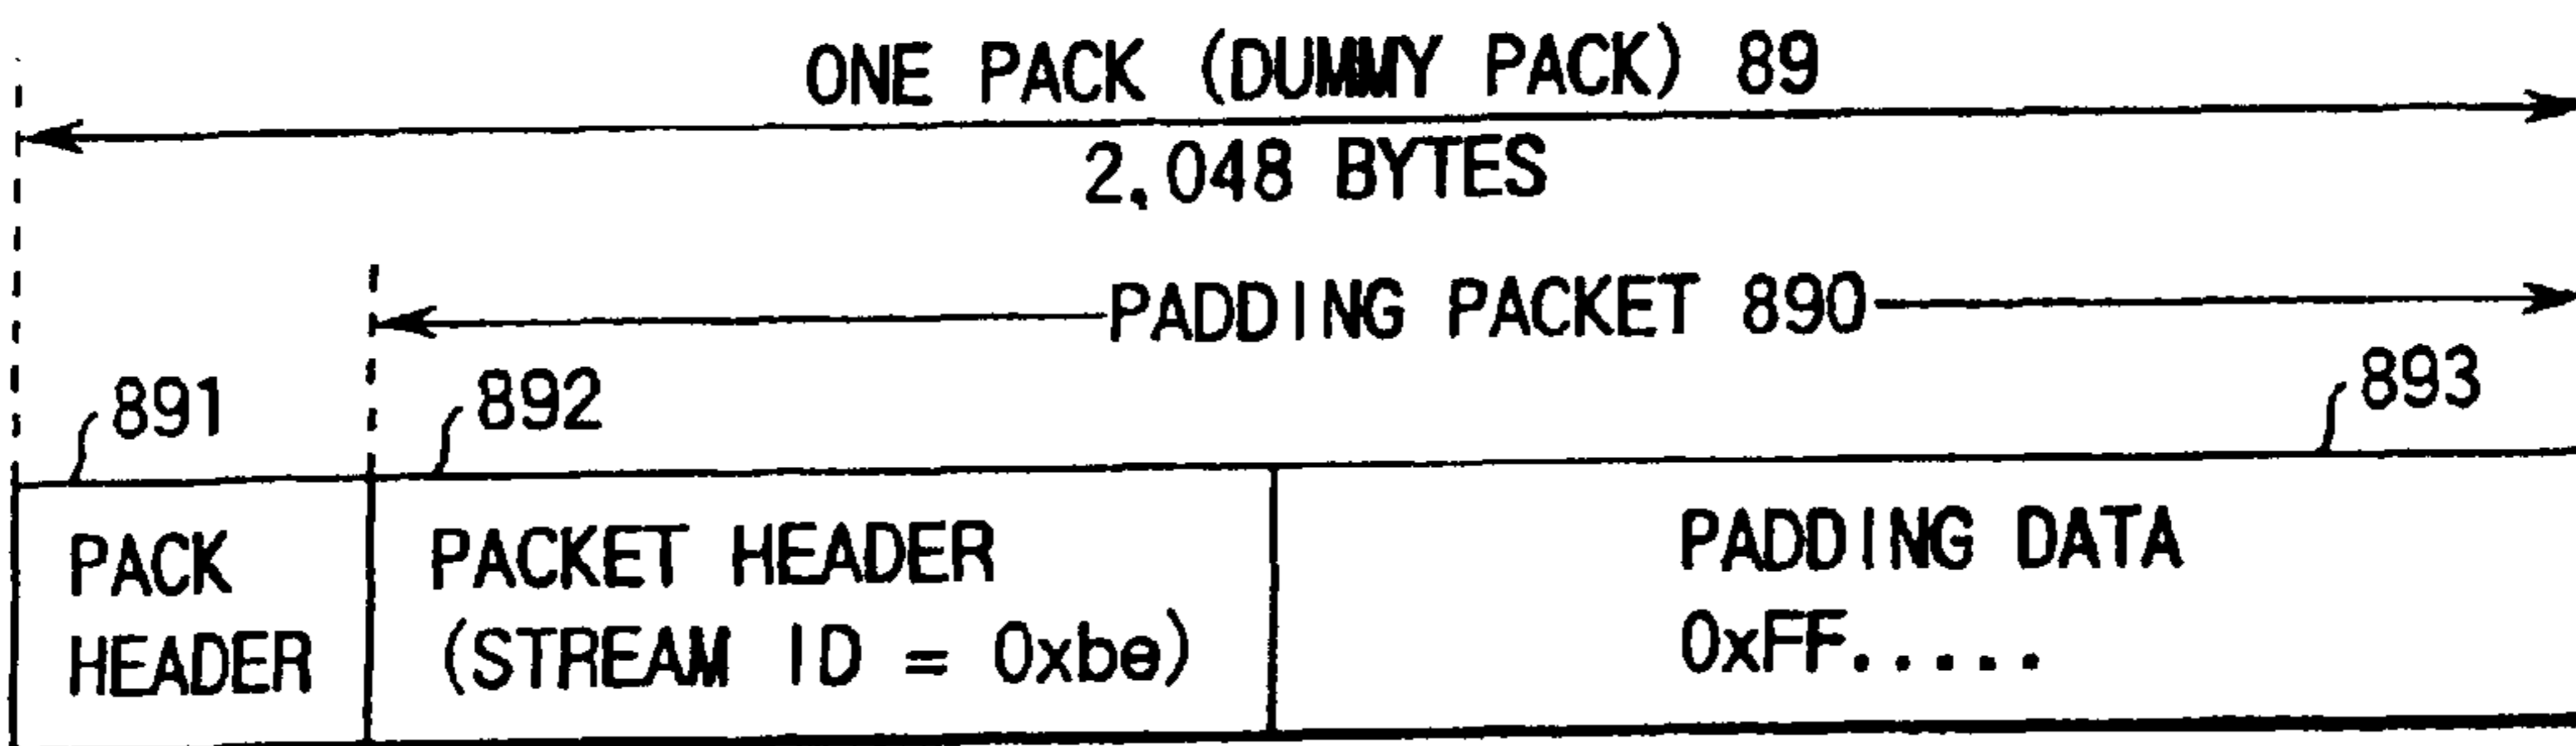 ONE PACK (DUMMY PACK) 89
2,048 BYTES
PADDING PACKET 890
891 892 893
PACK HEADER
PACKET HEADER
(STREAM ID = 0xbe)
PADDING DATA
0xFF.....